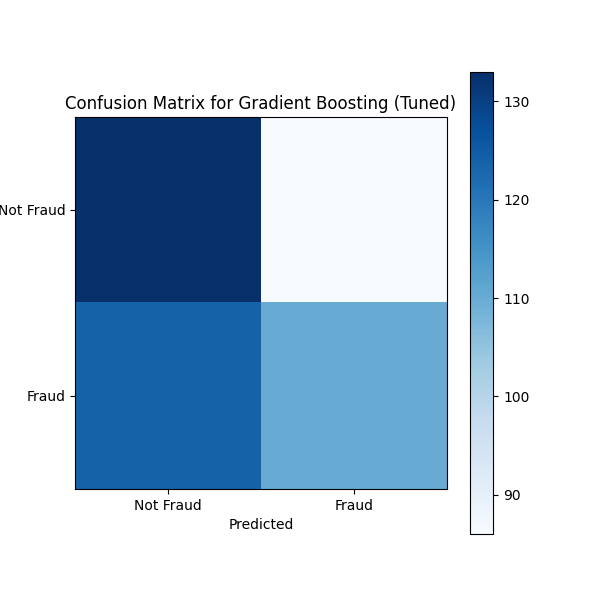 Confusion Matrix for Gradient Boosting (Tuned)
Not Fraud
Fraud
Not Fraud
Fraud
Predicted
130
120
110
100
90